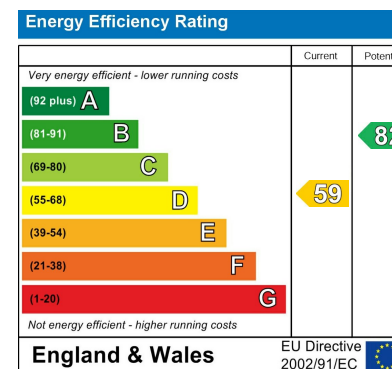 Energy Efficiency Rating
Current
Very energy efficient - lower running costs
(92 plus) A
(81-91) B
(69-80) C
(55-68) D
59
(39-54) E
(21-38) F
(1-20) G
Not energy efficient - higher running costs
England & Wales
EU Directive
2002/91/EC